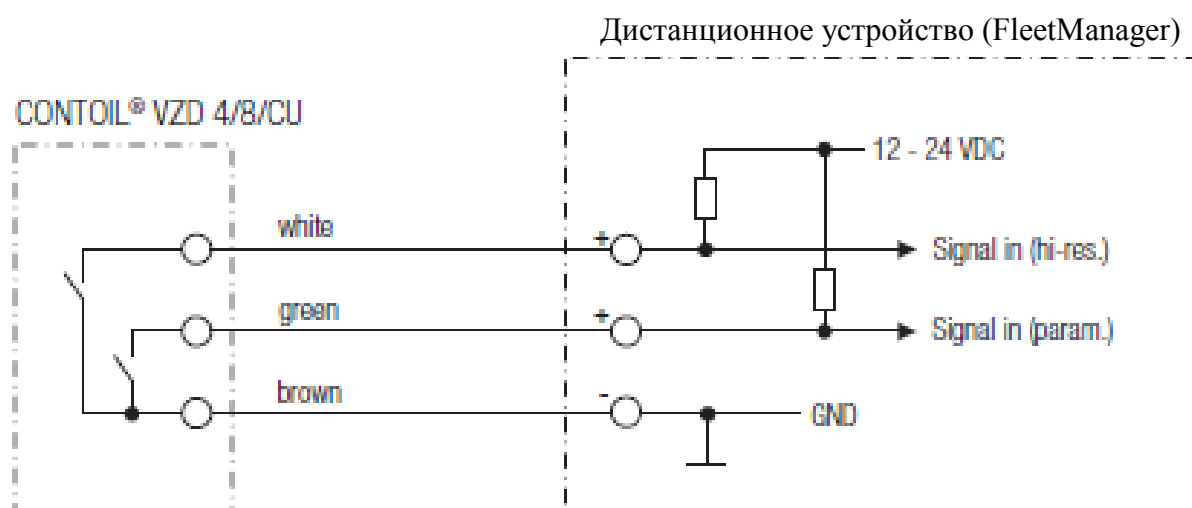 Дистанционное устройство (FleetManager)
CONTOIL® VZD 4/8/CU
12 - 24 VDC
white
+
Signal in (hi-res.)
green
+
Signal in (param.)
brown
-
GND